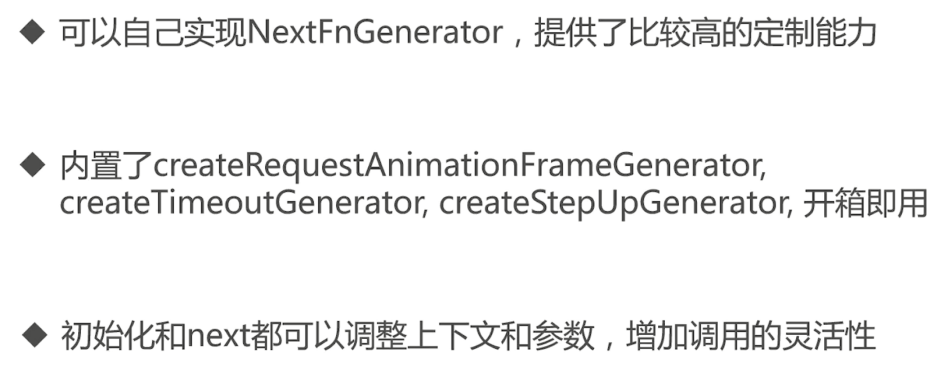 ◆ 可以自己实现NextFnGenerator，提供了比较高的定制能力
◆ 内置了createRequestAnimationFrameGenerator,
createTimeoutGenerator, createStepUpGenerator, 开箱即用
◆ 初始化和next都可以调整上下文和参数，增加调用的灵活性